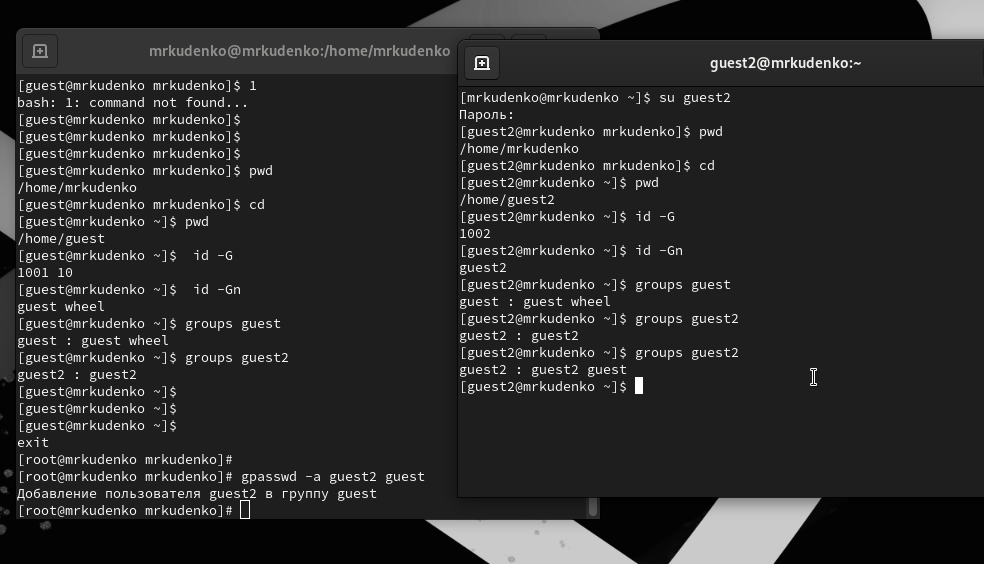 mrkudenko@mrkudenko:/home/mrkudenko
[guest@mrkudenko mrkudenko]$ 1
bash: 1: command not found...
[guest@mrkudenko mrkudenko]$
[guest@mrkudenko mrkudenko]$
[guest@mrkudenko mrkudenko]$
[guest@mrkudenko mrkudenko]$ pwd
/home/mrkudenko
[guest@mrkudenko mrkudenko]$ cd
[guest@mrkudenko ~]$ pwd
/home/guest
[guest@mrkudenko ~]$  id -G
1001 10
[guest@mrkudenko ~]$  id -Gn
guest wheel
[guest@mrkudenko ~]$ groups guest
guest : guest wheel
[guest@mrkudenko ~]$ groups guest2
guest2 : guest2
[guest@mrkudenko ~]$
[guest@mrkudenko ~]$
[guest@mrkudenko ~]$
exit
[root@mrkudenko mrkudenko]#
[root@mrkudenko mrkudenko]# gpasswd -a guest2 guest
Добавление пользователя guest2 в группу guest
[root@mrkudenko mrkudenko]#
guest2@mrkudenko:~
[mrkudenko@mrkudenko ~]$ su guest2
Пароль:
[guest2@mrkudenko mrkudenko]$ pwd
/home/mrkudenko
[guest2@mrkudenko mrkudenko]$ cd
[guest2@mrkudenko ~]$ pwd
/home/guest2
[guest2@mrkudenko ~]$ id -G
1002
[guest2@mrkudenko ~]$ id -Gn
guest2
[guest2@mrkudenko ~]$ groups guest
guest : guest wheel
[guest2@mrkudenko ~]$ groups guest2
guest2 : guest2
[guest2@mrkudenko ~]$ groups guest2
guest2 : guest2 guest
[guest2@mrkudenko ~]$